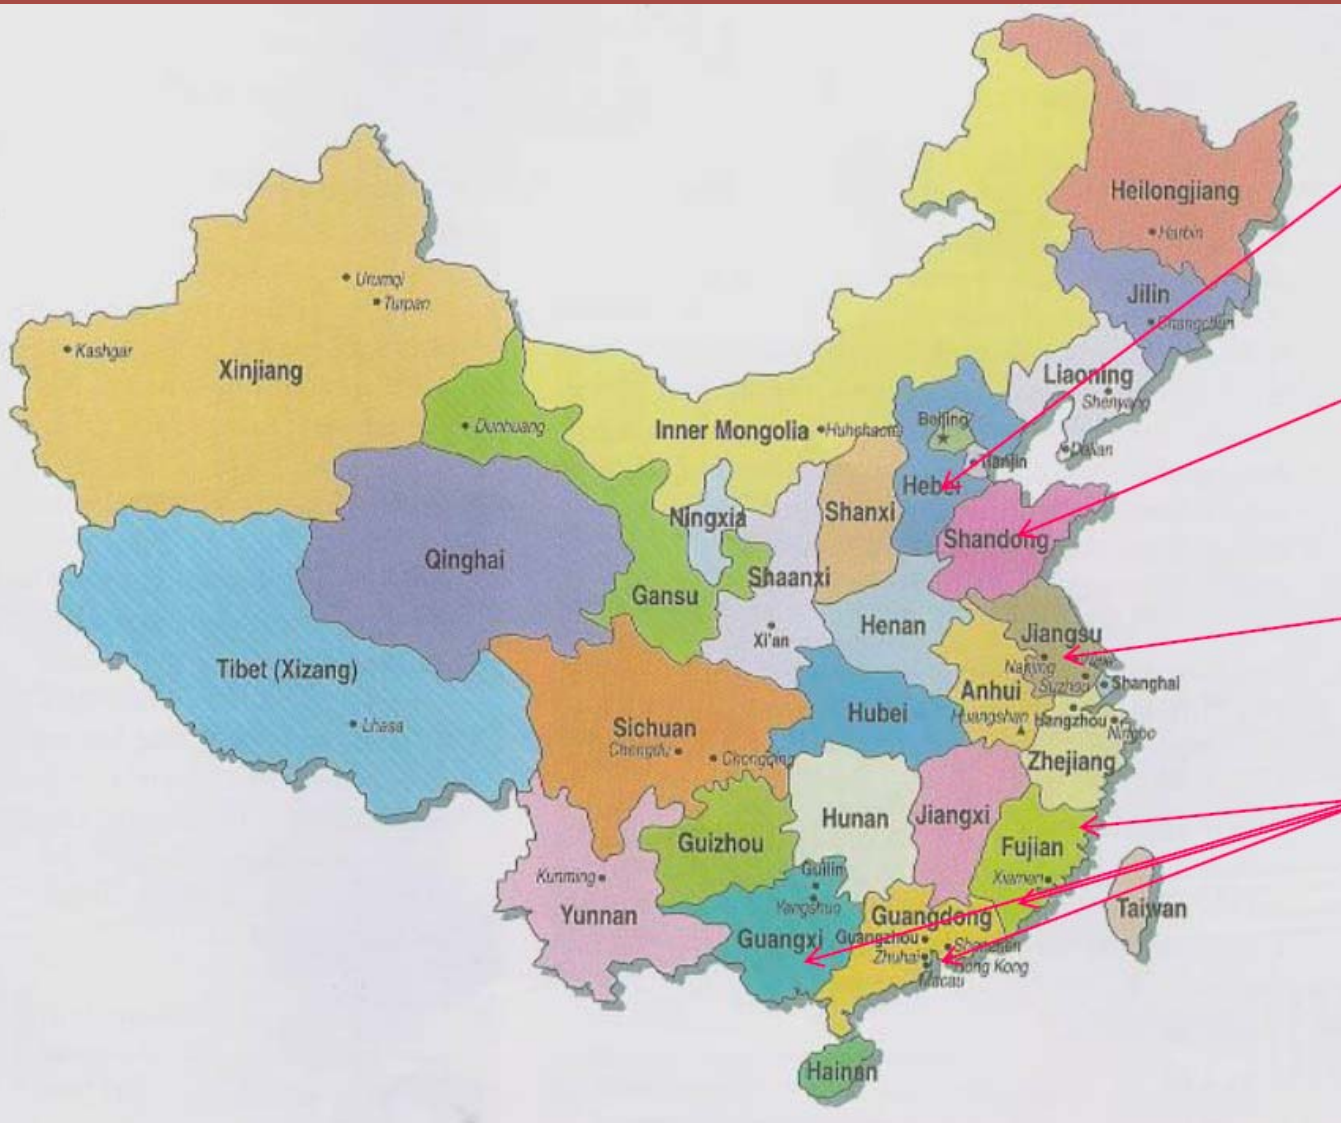 Heilongjiang
Harbin
Jilin
Changchun
Liaoning
Shenyang
Dalian
Urumqi
Turpan
Kashgar
Xinjiang
Dunhuang
Inner Mongolia
Beijing
Tianjin
Hebei
Shanxi
Shandong
Ningxia
Qinghai
Shaanxi
Gansu
Xi'an
Henan
Jiangsu
Nanjing
Suzhou
Shanghai
Tibet (Xizang)
Lhasa
Anhui
Huangshan
Hangzhou
Ningbo
Hubei
Sichuan
Chengdu
Chongqing
Zhejiang
Hunan
Jiangxi
Guizhou
Fujian
Xiamen
Guilin
Yangshuo
Kunming
Yunnan
Guangxi
Guangdong
Guangzhou
Shenzhen
Zhuhai
Hong Kong
Macau
Taiwan
Hainan